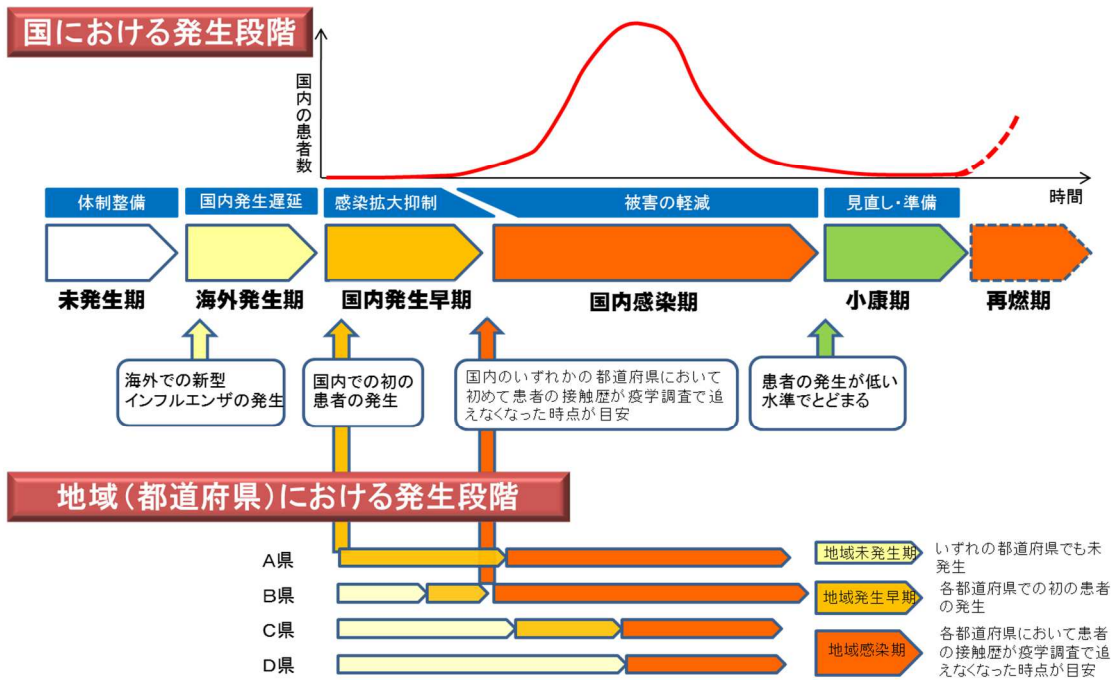 国における発生段階
国内の患者数
時間
体制整備
国内発生遅延
感染拡大抑制
被害の軽減
見直し・準備
未発生期
海外発生期
国内発生早期
国内感染期
小康期
再燃期
海外での新型
インフルエンザの発生
国内での初の
患者の発生
国内のいずれかの都道府県において
初めて患者の接触歴が疫学調査で追
えなくなった時点が目安
患者の発生が低い
水準でとどまる
地域（都道府県）における発生段階
A県
B県
C県
D県
地域未発生期
いずれの都道府県でも未
発生
地域発生早期
各都道府県での初の患者
の発生
地域感染期
各都道府県において患者
の接触歴が疫学調査で追
えなくなった時点が目安